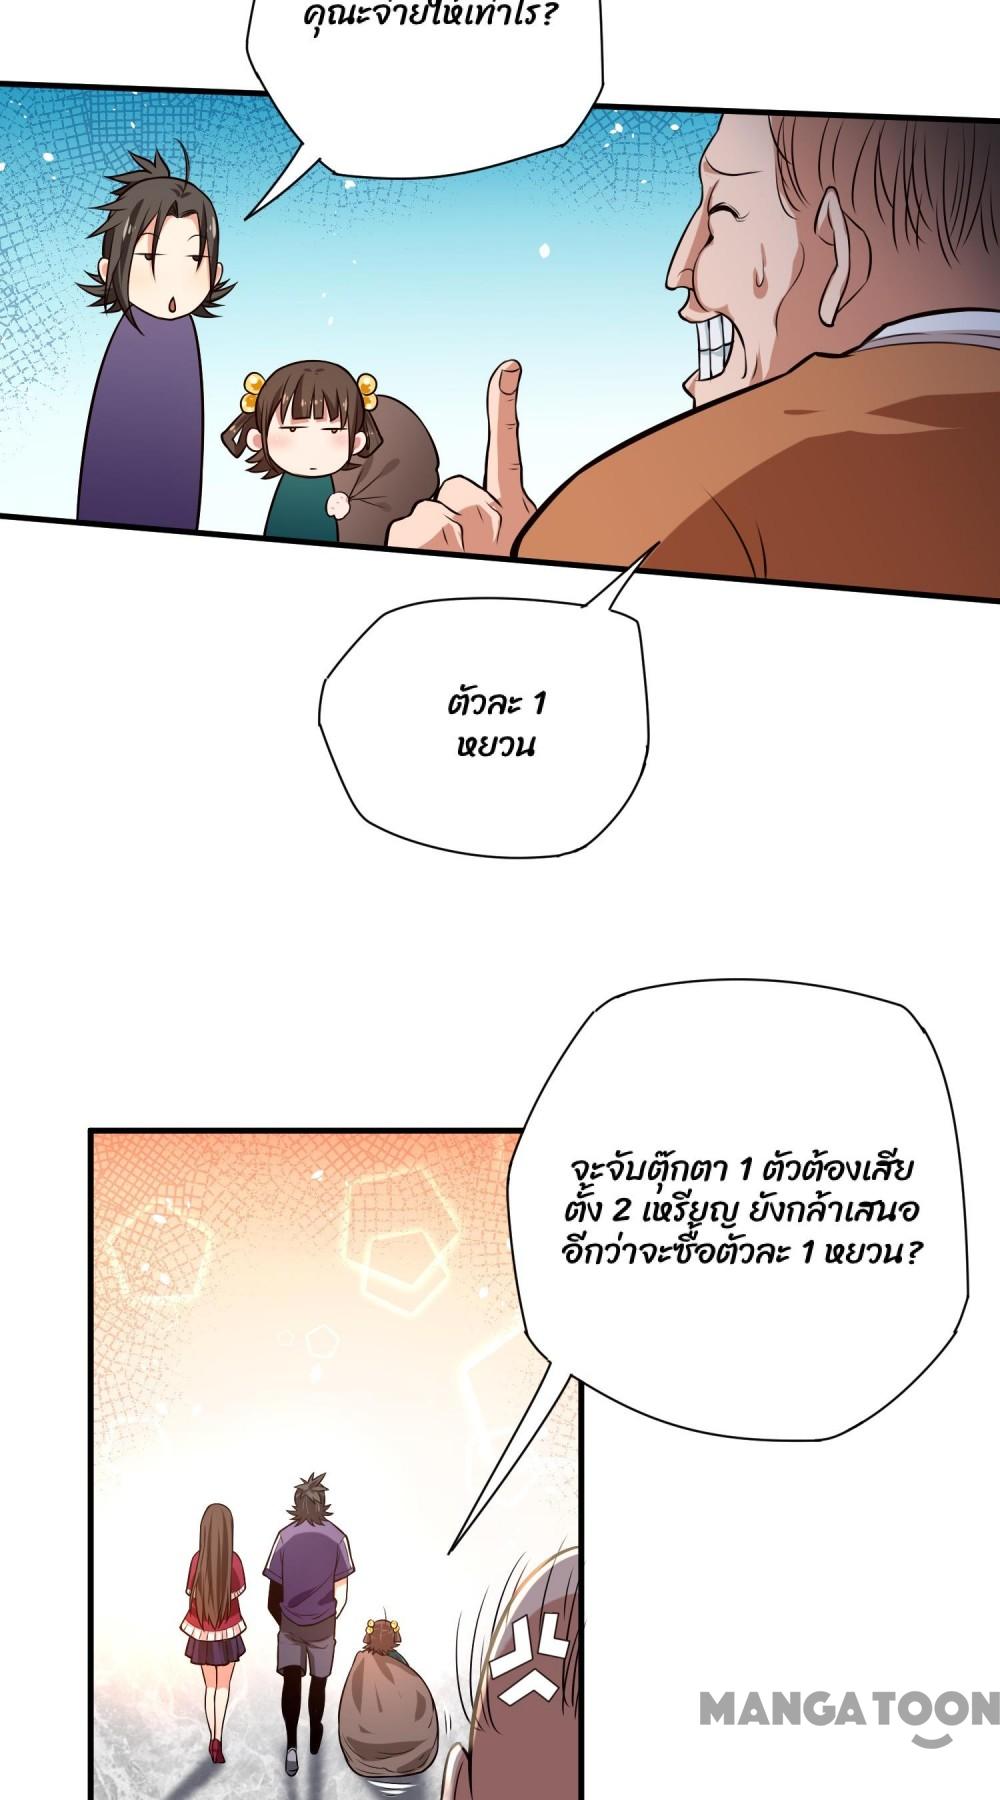 คุณจะจ่ายให้เท่าไร?
ตัวละ 1
หยวน
จะจับตุ๊กตา 1 ตัวต้องเสีย
ตั้ง 2 เหรียญ ยังกล้าเสนอ
อีกว่าจะซื้อตัวละ 1 หยวน?
MANGATOON